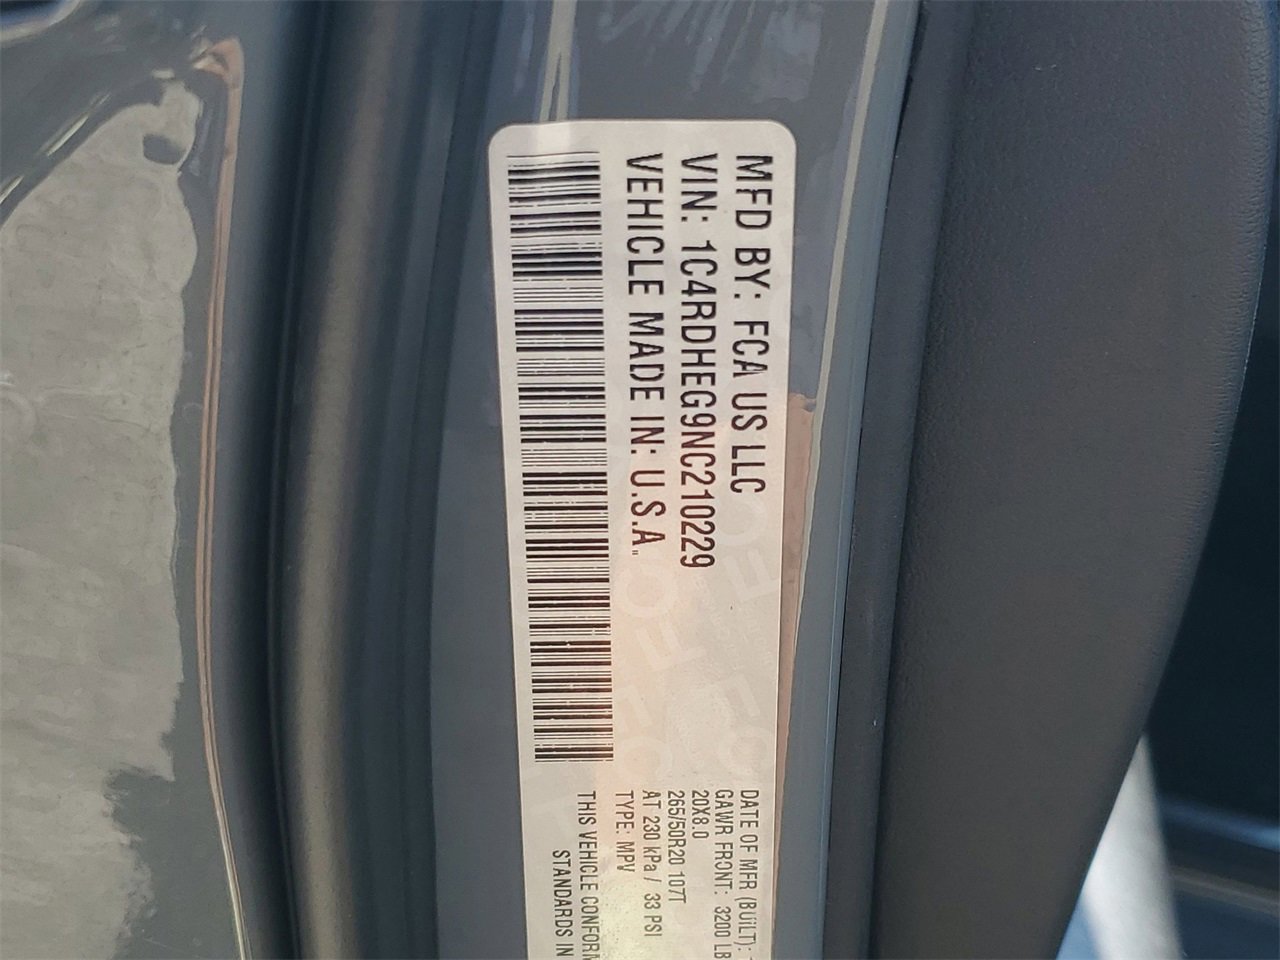 MFD BY: FCA US LLC
VIN: 1C4RDHEG9NC210229
VEHICLE MADE IN: U.S.A.
DATE OF MFR (BUILT):
GAWR FRONT: 3200 LB
20X8.0
265/50R20 107T
AT 230 kPa / 33 PSI
TYPE: MPV
THIS VEHICLE
STANDARDS IN